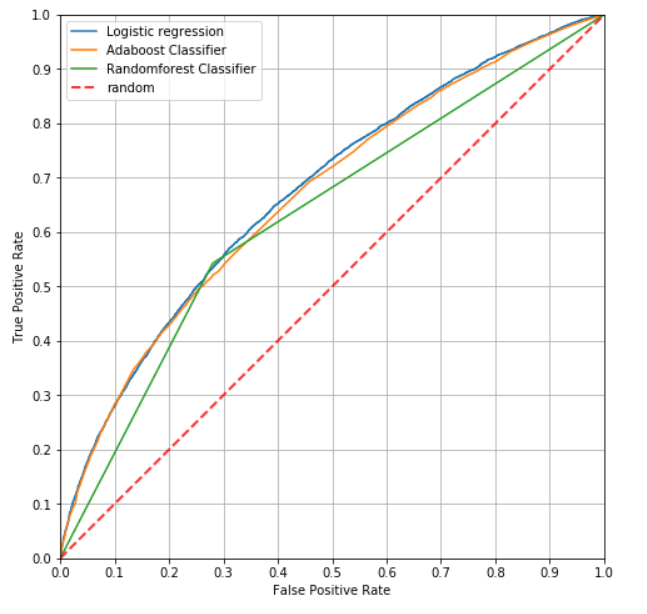 Logistic regression
Adaboost Classifier
Randomforest Classifier
random
True Positive Rate
1.0
0.9
0.8
0.7
0.6
0.5
0.4
0.3
0.2
0.1
0.0
0.0 0.1 0.2 0.3 0.4 0.5 0.6 0.7 0.8 0.9 1.0
False Positive Rate